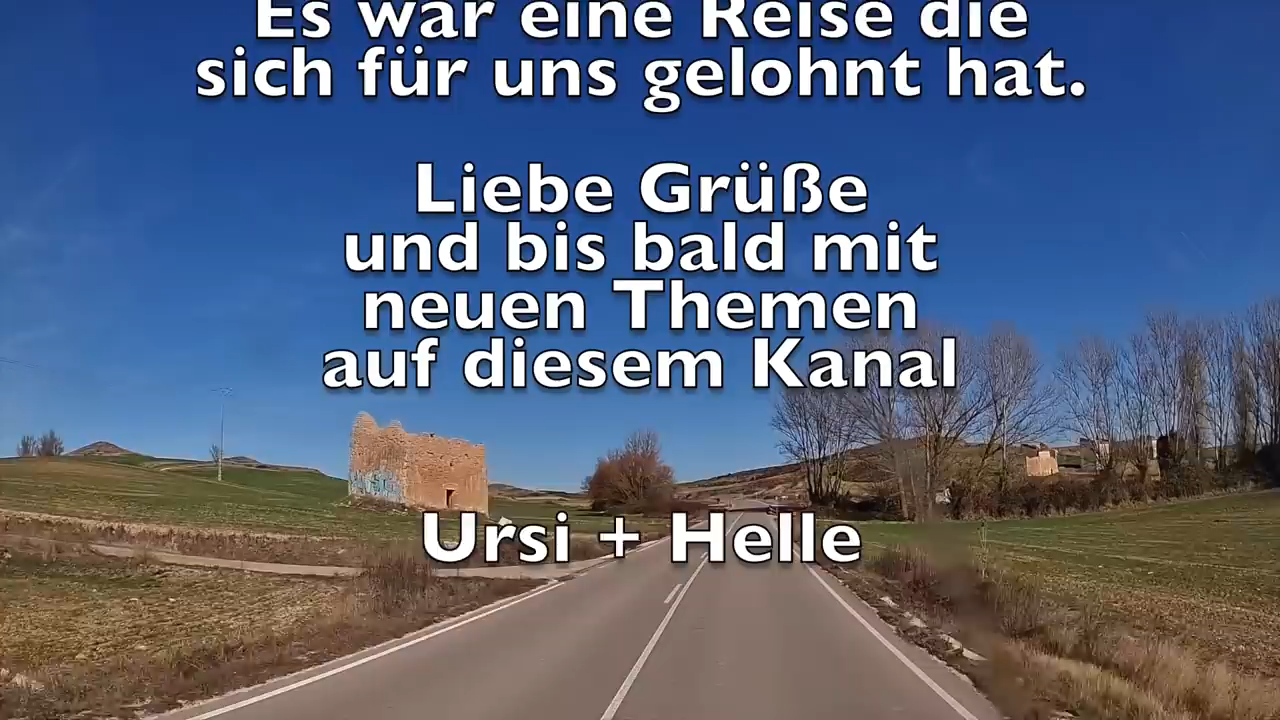 Es war eine Reise die
sich für uns gelohnt hat.
Liebe Grüße
und bis bald mit
neuen Themen
auf diesem Kanal
Ursi + Helle